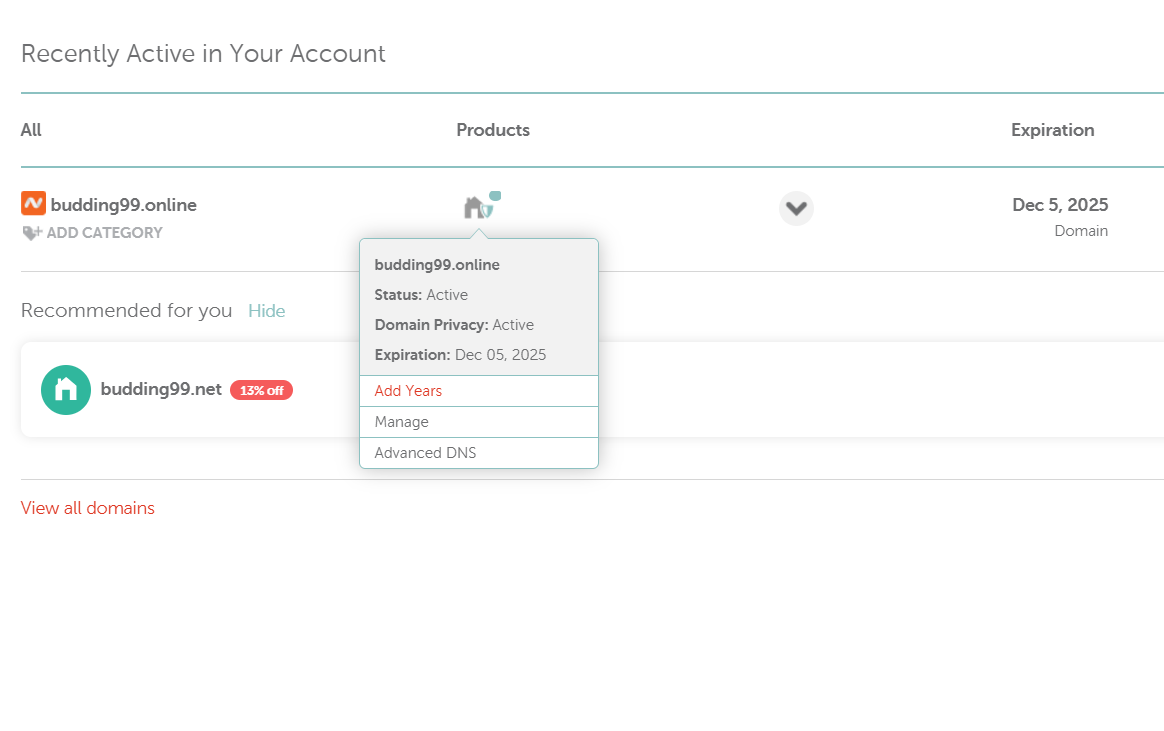 Recently Active in Your Account
All Products Expiration
budding99.online Dec 5, 2025
ADD CATEGORY Domain
budding99.online
Status: Active
Domain Privacy: Active
Expiration: Dec 05, 2025
Add Years
Manage
Advanced DNS
Recommended for you Hide
budding99.net 13% off
View all domains